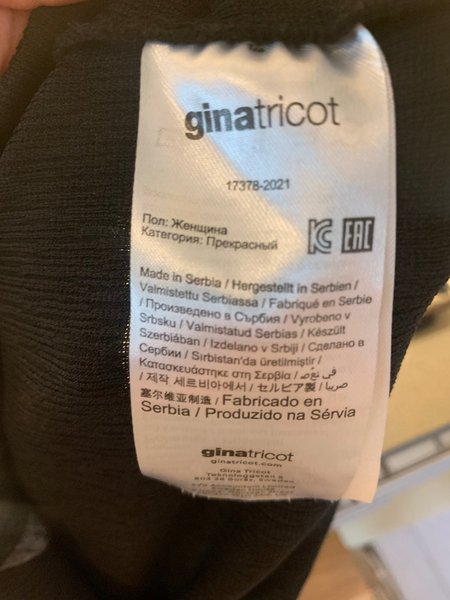 ginatricot
17378-2021
Пол: Женщина
Категория: Прекрасный
EAC
Made in Serbia / Hergestellt in Serbien /
Valmistettu Serbiassa / Fabriqué en Serbie
/ Произведено в Сърбия / Vyrobeno v
Srbsku / Valmistatud Serbias / Készült
Szerbiában / Izdelano v Srbiji / Сделано в
Сербии / Sırbistan'da üretilmiştir /
Κατασκευάστηκε στη Σερβία /
/ 제작 세르비아에서 / セルビア製 / صربيا
塞尔维亚制造 / Fabricado en
Serbia / Produzido na Sérvia
ginatricot
ginatricot.com
Gina Tricot